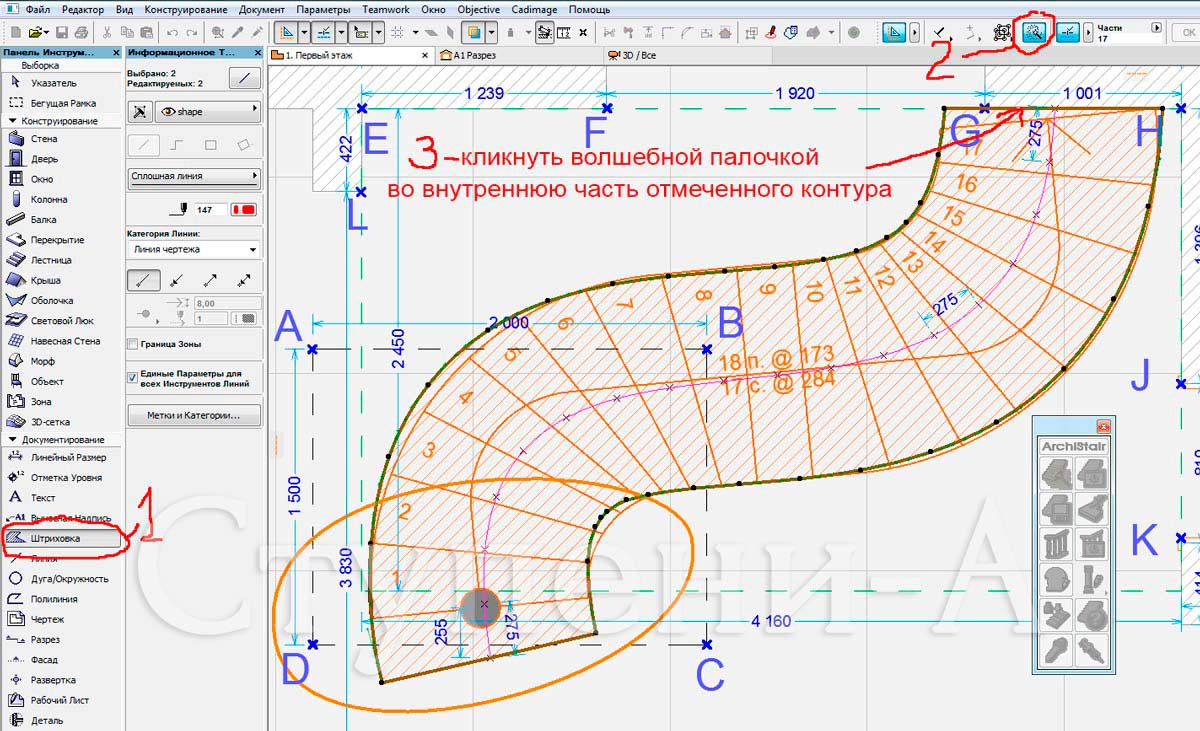 Файл Редактор Вид Конструирование Документ Параметры Teamwork Окно Objective Cadimage Помощь
Части
17
OK
Панель Инструм...
Информационное Т...
1. Первый этаж
A1 Разрез
3D / Все
2
Выборка
Указатель
Бегущая Рамка
Конструирование
Стена
Дверь
Окно
Колонна
Балка
Перекрытие
Лестница
Крыша
Оболочка
Световой Люк
Навесная Стена
Морф
Объект
Зона
3D-сетка
Документирование
Линейный Размер
Отметка Уровня
Текст
Выносная Надпись
Штриховка
1
Линия
Дуга/Окружность
Полилиния
Чертеж
Разрез
Фасад
Развертка
Рабочий Лист
Деталь
Выбрано: 2
Редактируемых: 2
shape
Сплошная линия
147
Категория Линии:
Линия чертежа
8,00
1
Граница Зоны
Единые Параметры для
всех Инструментов Линий
Метки и Категории...
1 239
1 920
1 001
E
F
G
H
422
L
275
3 – кликнуть волшебной палочкой
во внутреннюю часть отмеченного контура
17
16
15
14
13
12
11
10
9
8
7
6
5
4
3
2
1
275
A
2 000
B
2 450
18 п. @ 173
17 с. @ 284
J
1 500
3 830
K
ArchiStair
Ступени-А
255
275
4 160
D
C